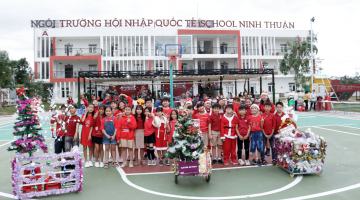 NGÔI TRƯỜNG HỘI NHẬP QUỐC TẾ ISCHOOL NINH THUẬN